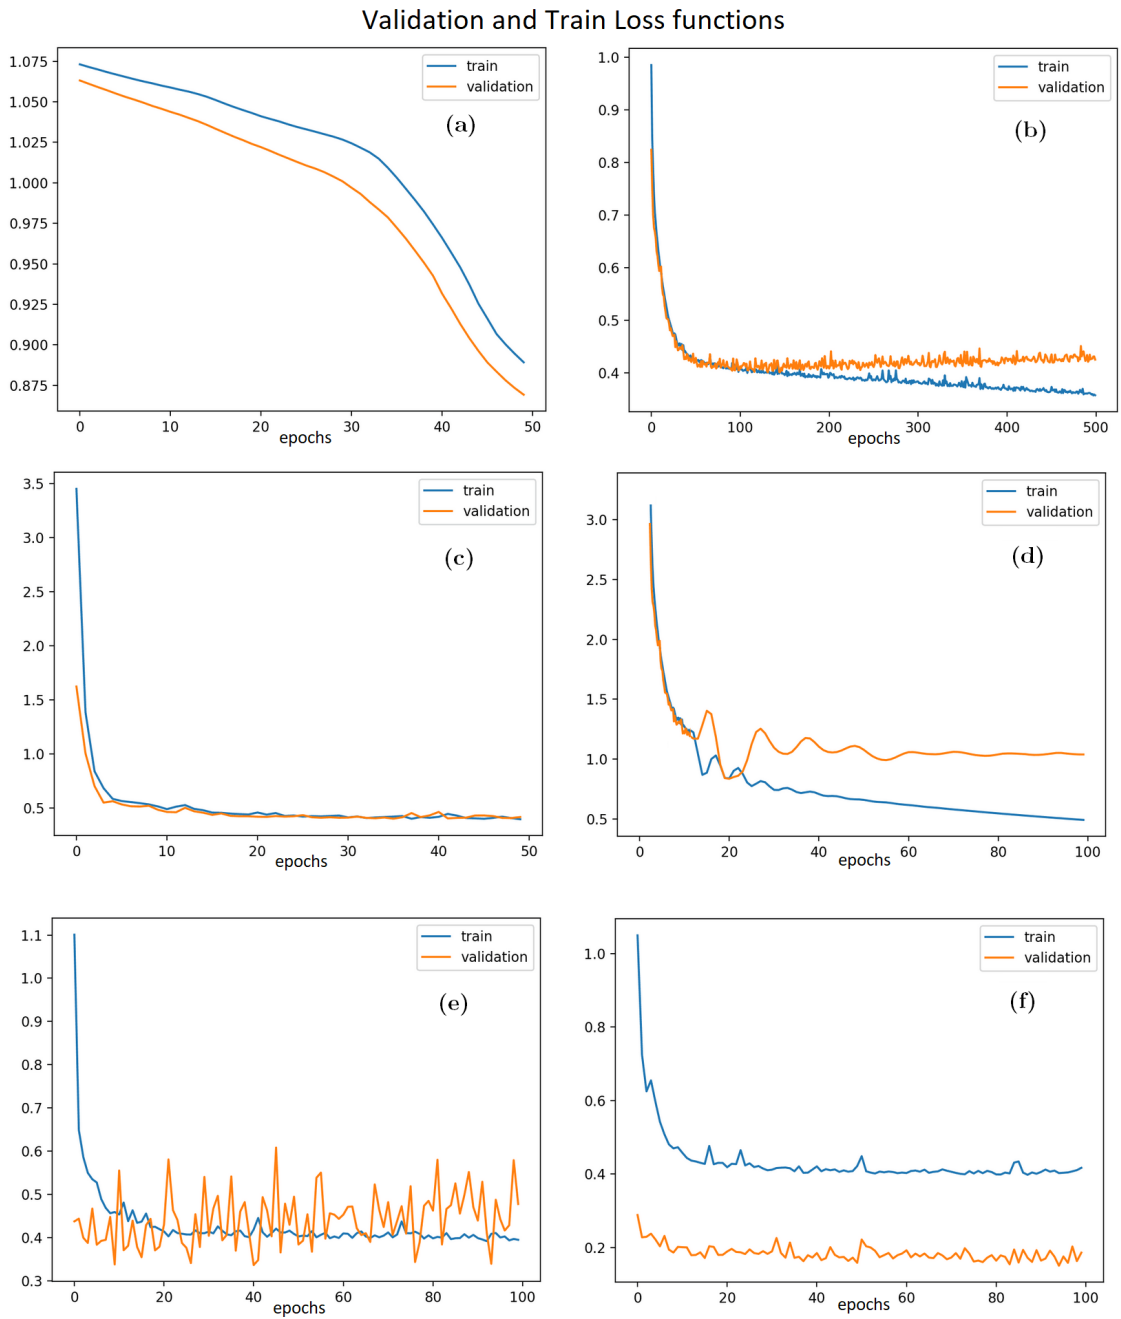 Validation and Train Loss functions
1.075
1.050
1.025
1.000
0.975
0.950
0.925
0.900
0.875
train
validation
(a)
0 10 20 30 40 50
epochs
1.0
0.9
0.8
0.7
0.6
0.5
0.4
train
validation
(b)
0 100 200 300 400 500
epochs
3.5
3.0
2.5
2.0
1.5
1.0
0.5
train
validation
(c)
0 10 20 30 40 50
epochs
3.0
2.5
2.0
1.5
1.0
0.5
train
validation
(d)
0 20 40 60 80 100
epochs
1.1
1.0
0.9
0.8
0.7
0.6
0.5
0.4
0.3
train
validation
(e)
0 20 40 60 80 100
epochs
1.0
0.8
0.6
0.4
0.2
train
validation
(f)
0 20 40 60 80 100
epochs